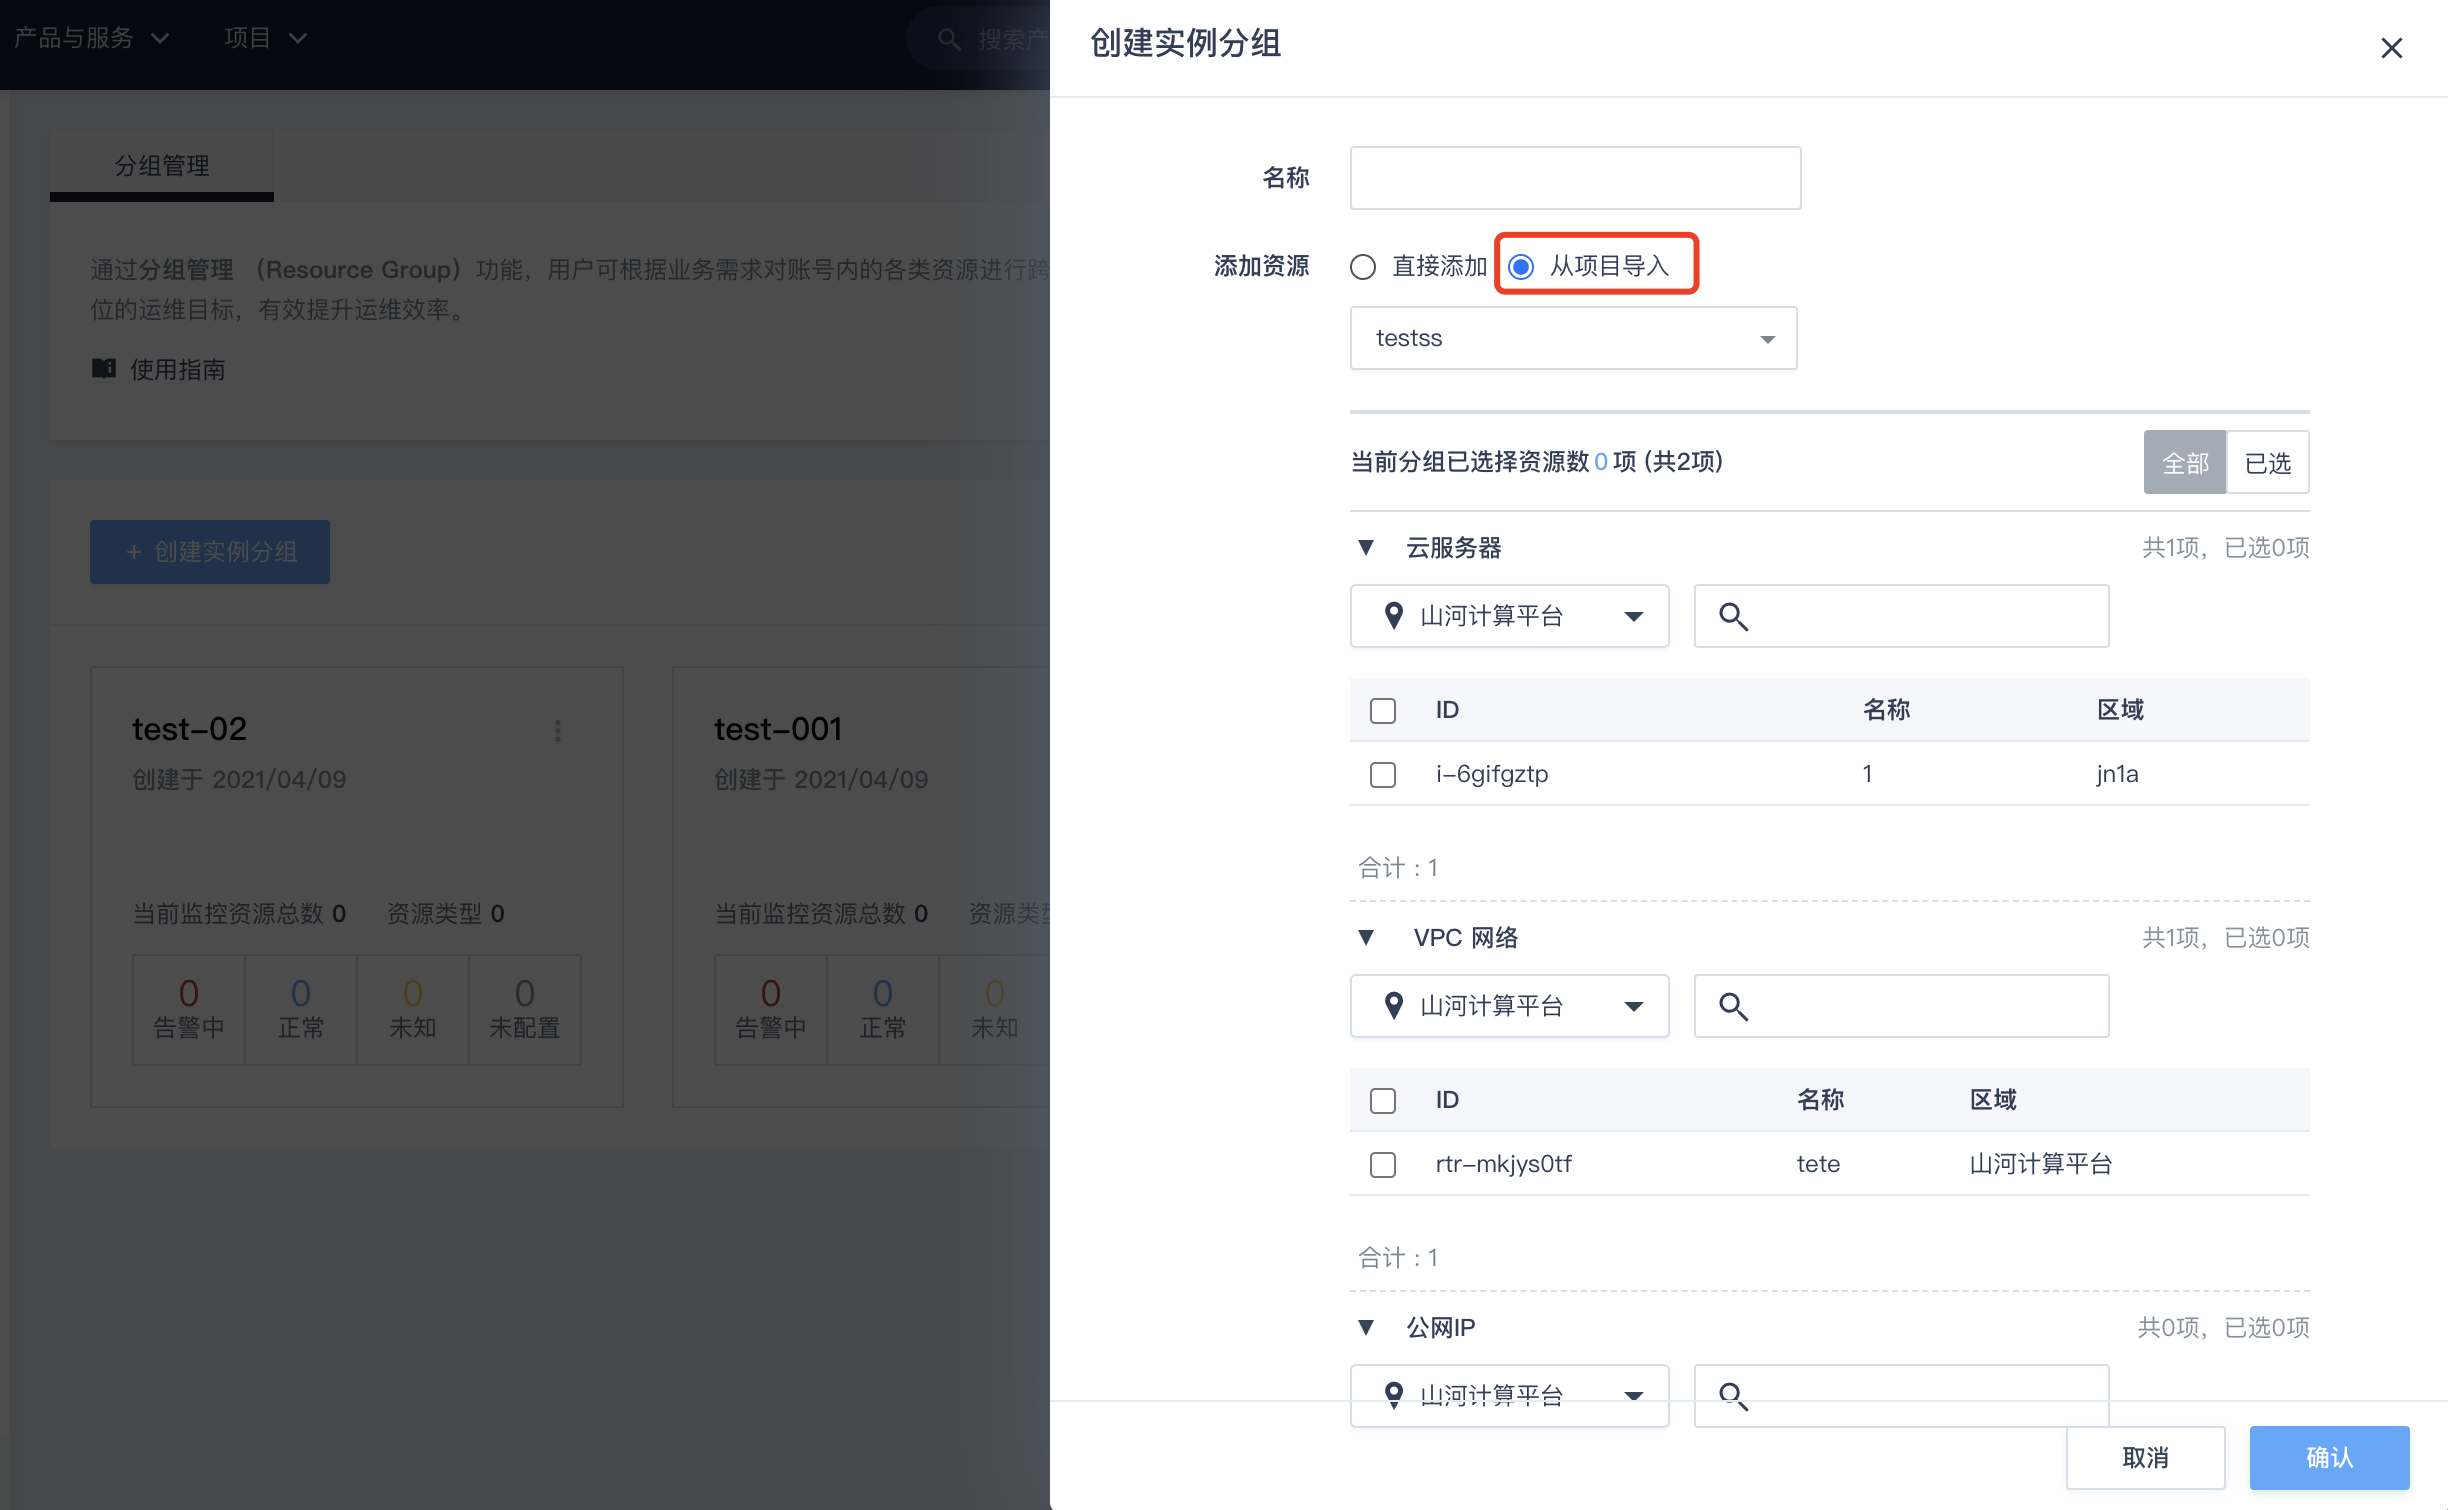 产品与服务 项目 搜索产
分组管理
通过分组管理 （Resource Group）功能，用户可根据业务需求对账号内的各类资源进行跨
位的运维目标，有效提升运维效率。
使用指南
+ 创建实例分组
test-02
创建于 2021/04/09
当前监控资源总数 0 资源类型 0
0 0 0 0
告警中 正常 未知 未配置
test-001
创建于 2021/04/09
当前监控资源总数 0 资源类型
0 0 0
告警中 正常 未知
创建实例分组
名称
添加资源 直接添加 从项目导入
testss
当前分组已选择资源数 0 项 (共2项) 全部 已选
云服务器 共1项，已选0项
山河计算平台
ID 名称 区域
i-6gifgztp 1 jn1a
合计 : 1
VPC 网络 共1项，已选0项
山河计算平台
ID 名称 区域
rtr-mkjys0tf tete 山河计算平台
合计 : 1
公网IP 共0项，已选0项
山河计算平台
取消 确认